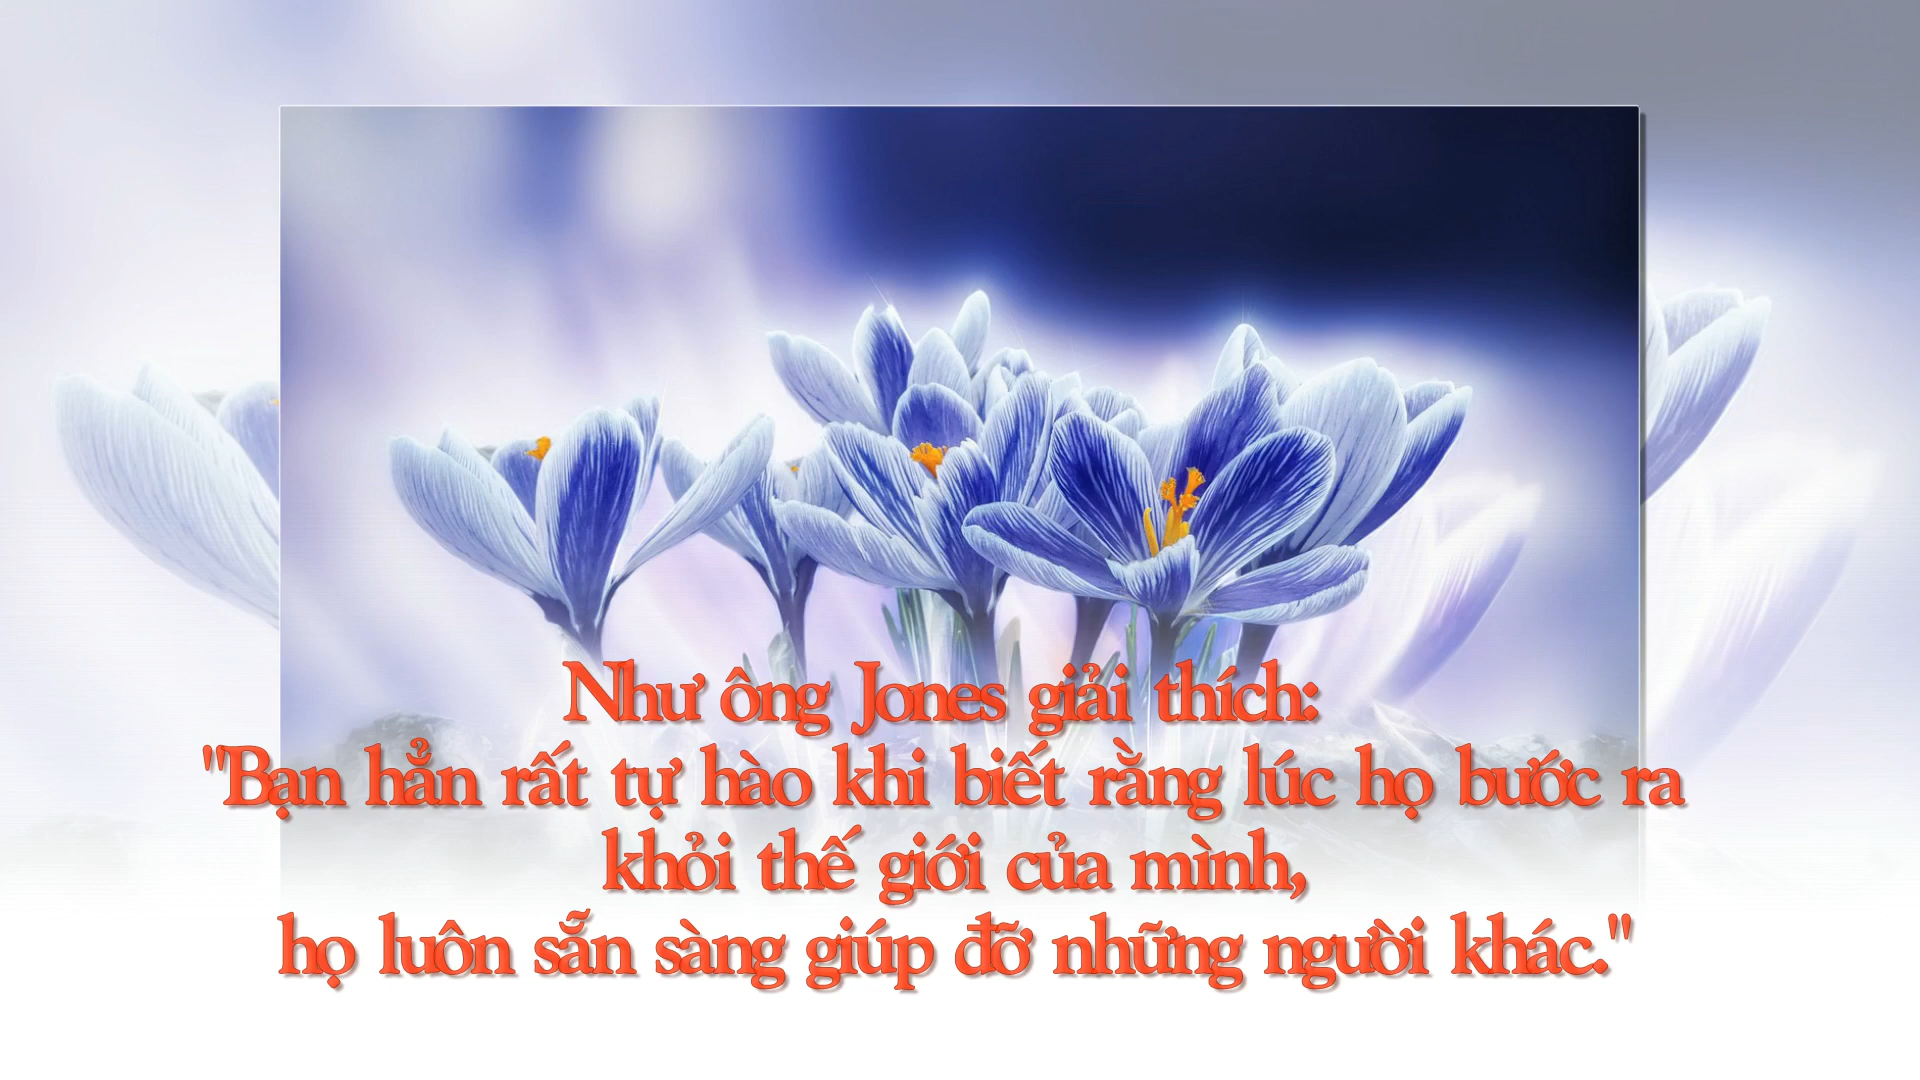 Như ông Jones giải thích:
"Bạn hẳn rất tự hào khi biết rằng lúc họ bước ra
khỏi thế giới của mình,
họ luôn sẵn sàng giúp đỡ những người khác."